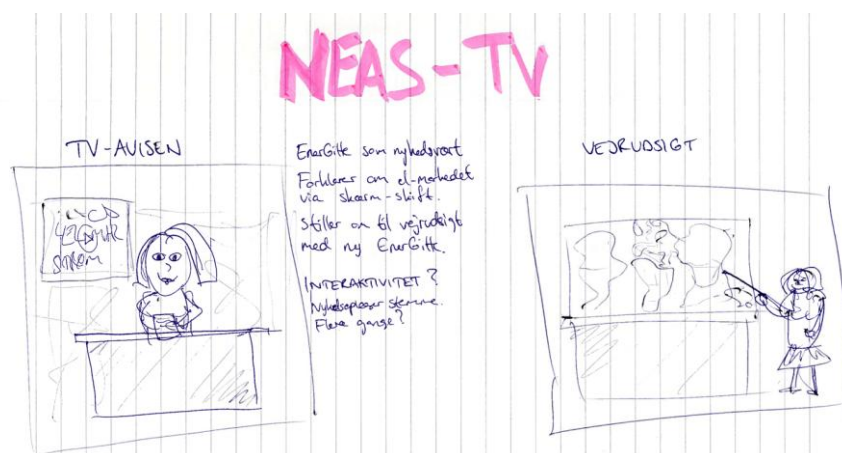 NEAS-TV
TV-AVISEN
EnerGitte som nyhedsvært
Forklarer om el-markedet
via skærm-skift.
Stiller om til vejrudsigt
med ny EnerGitte.
INTERAKTIVITET?
Nyhedsoplæser stemme.
Flere gange?
VEJRUDSIGT